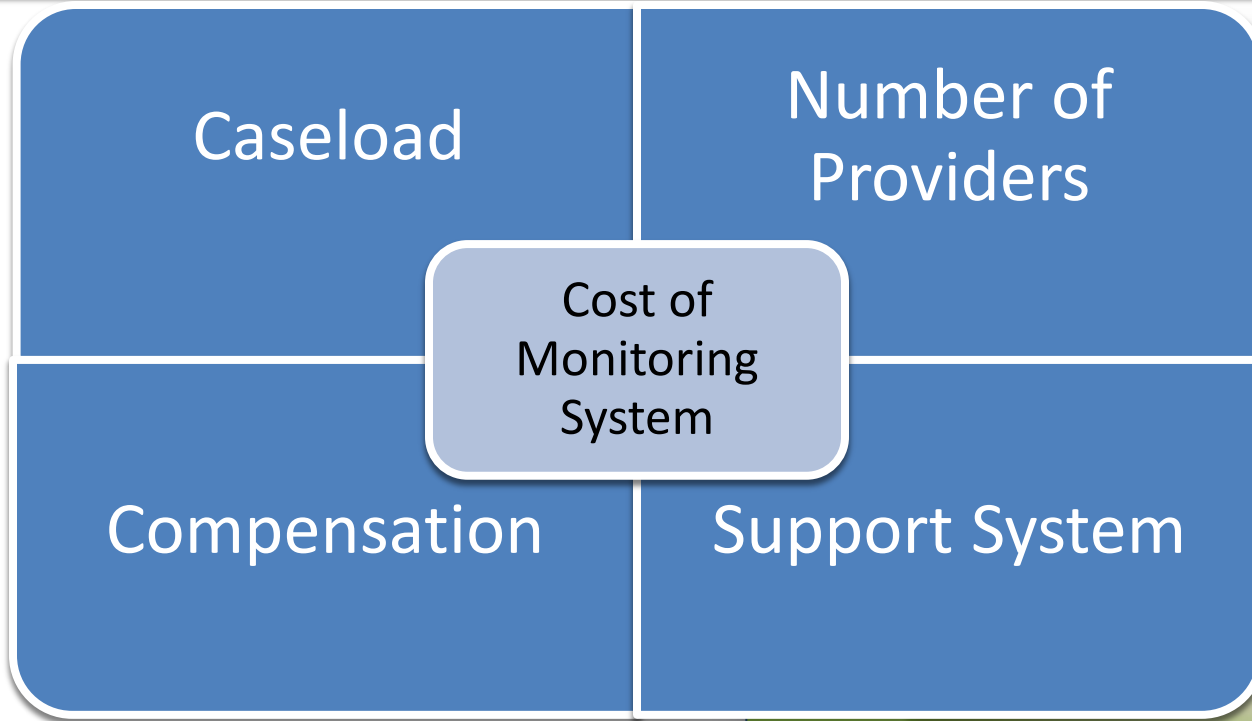 Caseload
Number of
Providers
Cost of
Monitoring
System
Compensation
Support System